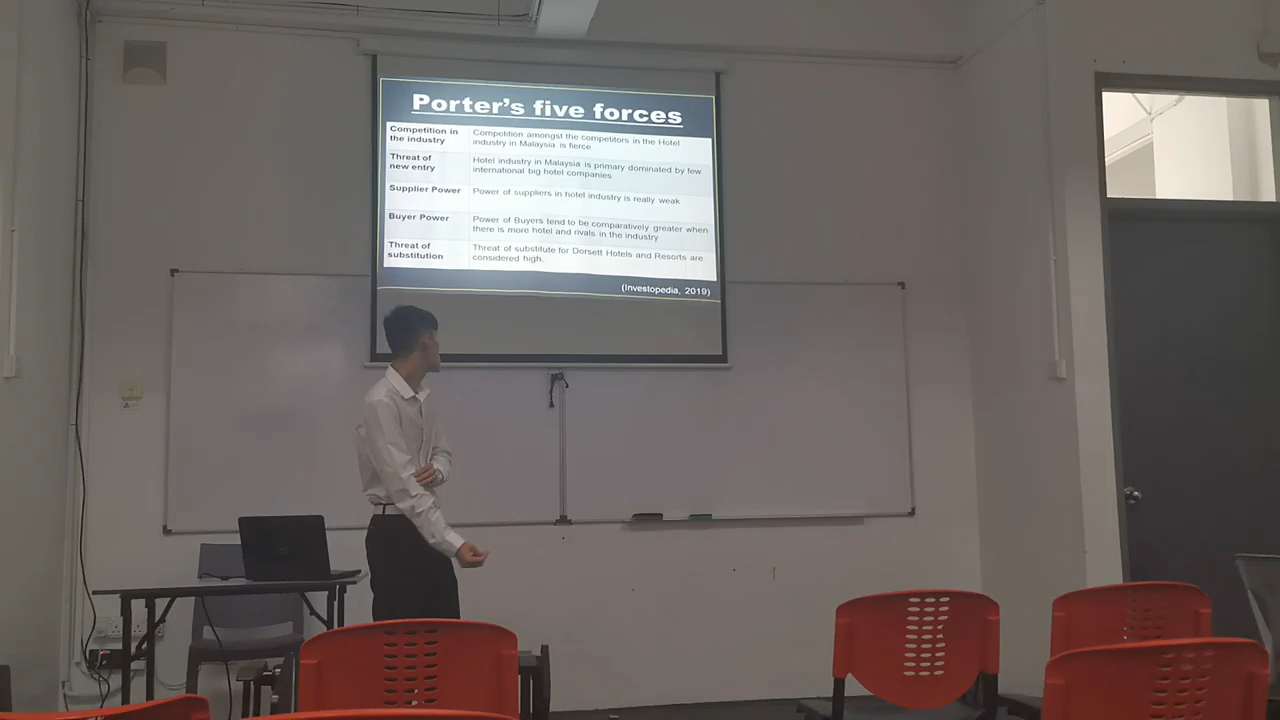 Porter's five forces
Competition in
the industry
Competition amongst the competitors in the Hotel
industry in Malaysia is fierce
Threat of
new entry
Hotel industry in Malaysia is primary dominated by few
international big hotel companies
Supplier Power
Power of suppliers in hotel industry is really weak
Buyer Power
Power of Buyers tend to be comparatively greater when
there is more hotel and rivals in the industry
Threat of
substitution
Threat of substitute for Dorsett Hotels and Resorts are
considered high.
(Investopedia, 2019)